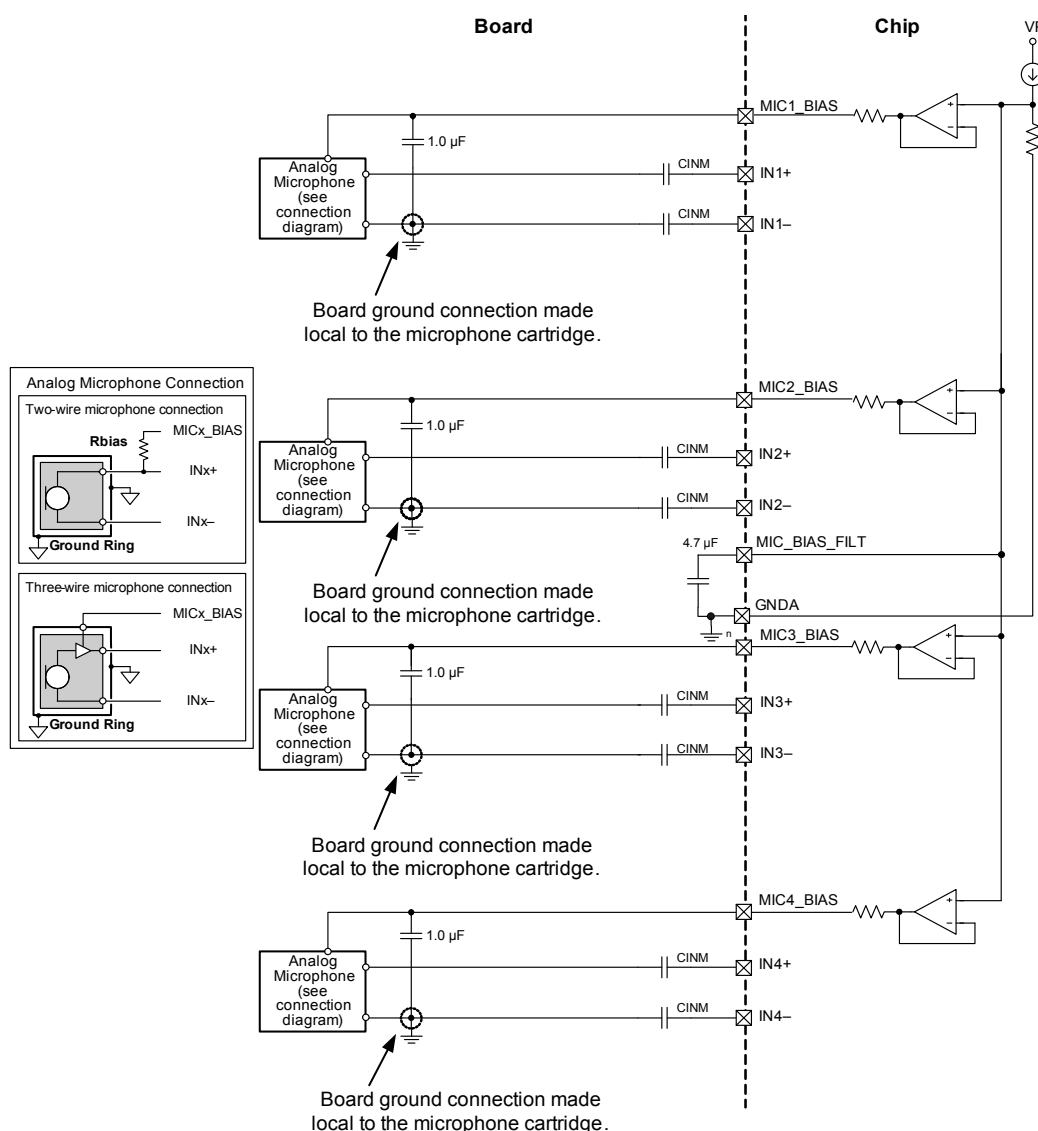 Board
Chip
VP
MIC1_BIAS
+
−
1.0 µF
Analog
Microphone
(see
connection
diagram)
CINM
IN1+
CINM
IN1–
Board ground connection made
local to the microphone cartridge.
MIC2_BIAS
+
−
1.0 µF
Analog
Microphone
(see
connection
diagram)
CINM
IN2+
CINM
IN2–
Board ground connection made
local to the microphone cartridge.
4.7 µF
MIC_BIAS_FILT
GNDA
n
Analog Microphone Connection
Two-wire microphone connection
MICx_BIAS
Rbias
INx+
INx–
Ground Ring
Three-wire microphone connection
MICx_BIAS
INx+
INx–
Ground Ring
MIC3_BIAS
+
−
1.0 µF
Analog
Microphone
(see
connection
diagram)
IN3+
CINM
IN3–
Board ground connection made
local to the microphone cartridge.
MIC4_BIAS
+
−
1.0 µF
Analog
Microphone
(see
connection
diagram)
CINM
IN4+
CINM
IN4–
Board ground connection made
local to the microphone cartridge.